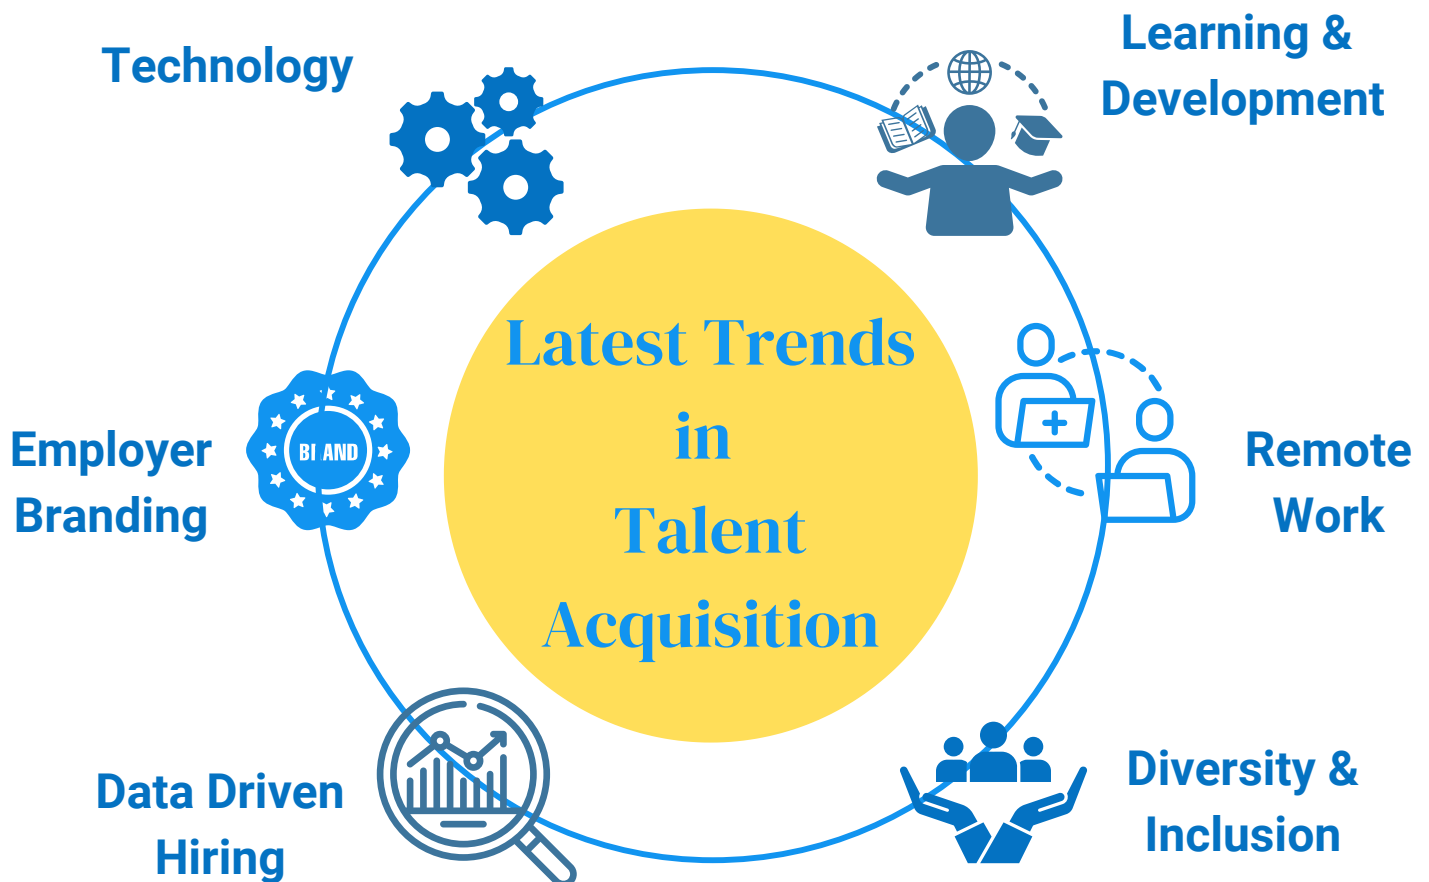 Technology
Learning &
Development
Latest Trends
in
Talent
Acquisition
Employer
Branding
Remote
Work
Data Driven
Hiring
Diversity &
Inclusion